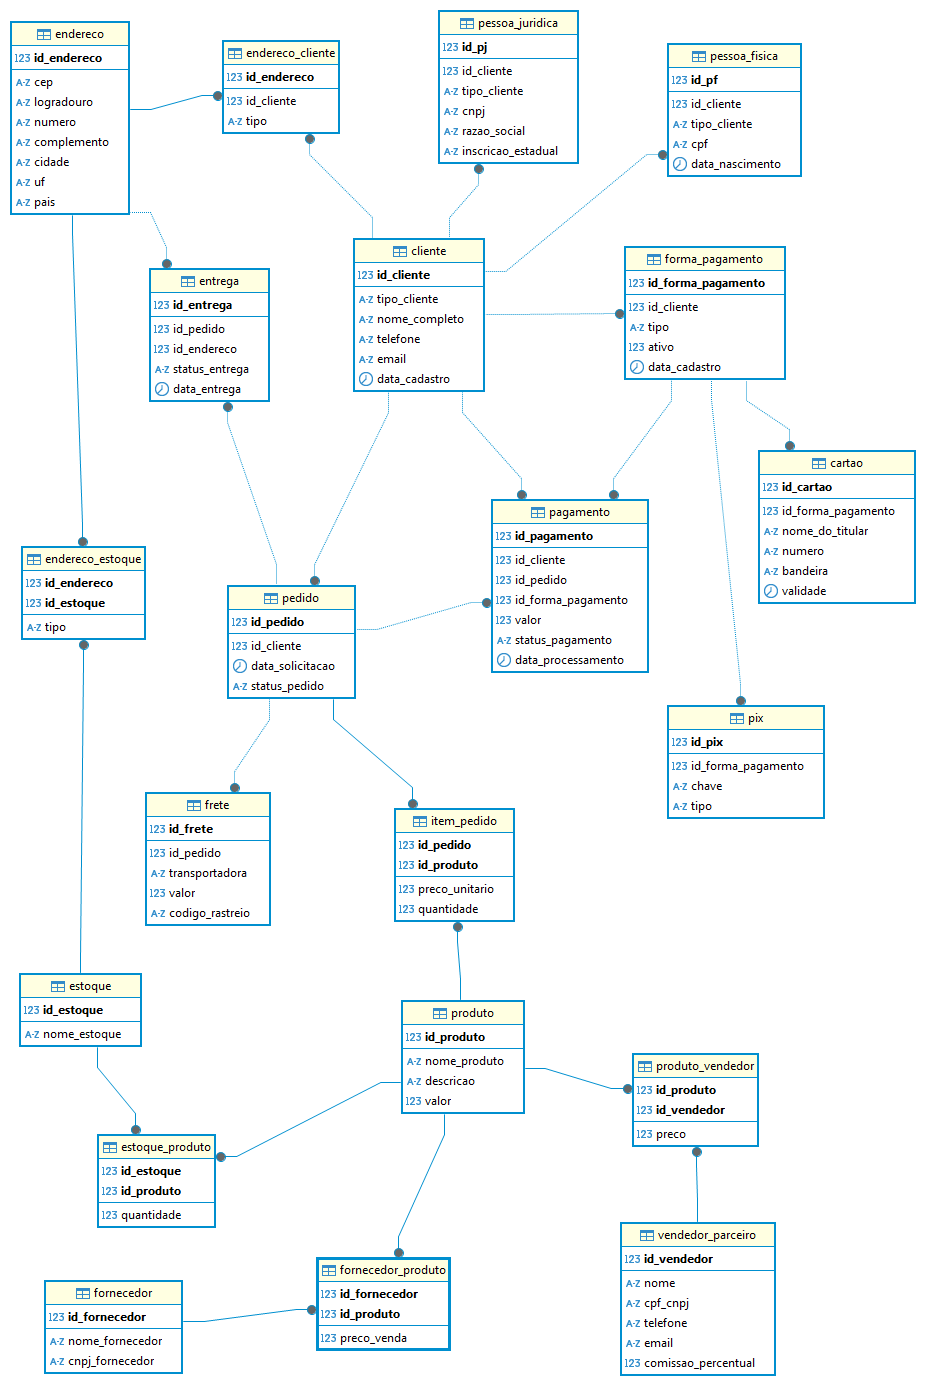 endereco
123 id_endereco
A-Z cep
A-Z logradouro
A-Z numero
A-Z complemento
A-Z cidade
A-Z uf
A-Z pais
endereco_cliente
123 id_endereco
123 id_cliente
A-Z tipo
pessoa_juridica
123 id_pj
123 id_cliente
A-Z tipo_cliente
A-Z cnpj
A-Z razao_social
A-Z inscricao_estadual
pessoa_fisica
123 id_pf
123 id_cliente
A-Z tipo_cliente
A-Z cpf
data_nascimento
entrega
123 id_entrega
123 id_pedido
123 id_endereco
A-Z status_entrega
data_entrega
cliente
123 id_cliente
A-Z tipo_cliente
A-Z nome_completo
A-Z telefone
A-Z email
data_cadastro
forma_pagamento
123 id_forma_pagamento
123 id_cliente
A-Z tipo
123 ativo
data_cadastro
cartao
123 id_cartao
123 id_forma_pagamento
A-Z nome_do_titular
A-Z numero
A-Z bandeira
validade
pagamento
123 id_pagamento
123 id_cliente
123 id_pedido
123 id_forma_pagamento
123 valor
A-Z status_pagamento
data_processamento
endereco_estoque
123 id_endereco
123 id_estoque
A-Z tipo
pedido
123 id_pedido
123 id_cliente
data_solicitacao
A-Z status_pedido
pix
123 id_pix
123 id_forma_pagamento
A-Z chave
A-Z tipo
frete
123 id_frete
123 id_pedido
A-Z transportadora
123 valor
A-Z codigo_rastreio
item_pedido
123 id_pedido
123 id_produto
123 preco_unitario
123 quantidade
estoque
123 id_estoque
A-Z nome_estoque
produto
123 id_produto
A-Z nome_produto
A-Z descricao
123 valor
produto_vendedor
123 id_produto
123 id_vendedor
123 preco
estoque_produto
123 id_estoque
123 id_produto
123 quantidade
vendedor_parceiro
123 id_vendedor
A-Z nome
A-Z cpf_cnpj
A-Z telefone
A-Z email
123 comissao_percentual
fornecedor_produto
123 id_fornecedor
123 id_produto
123 preco_venda
fornecedor
123 id_fornecedor
A-Z nome_fornecedor
A-Z cnpj_fornecedor